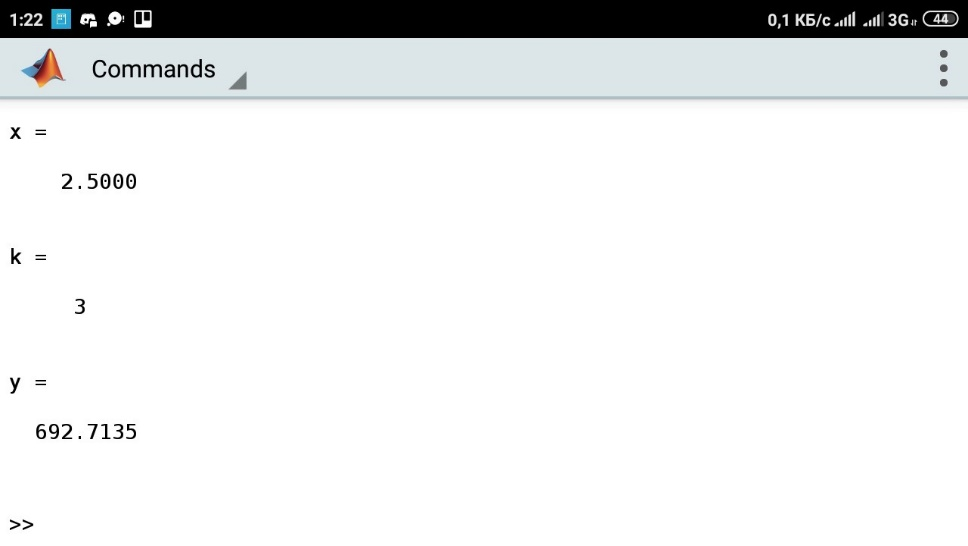 1:22 0,1 КБ/с 3G 44
Commands
x =
2.5000
k =
3
y =
692.7135
>>